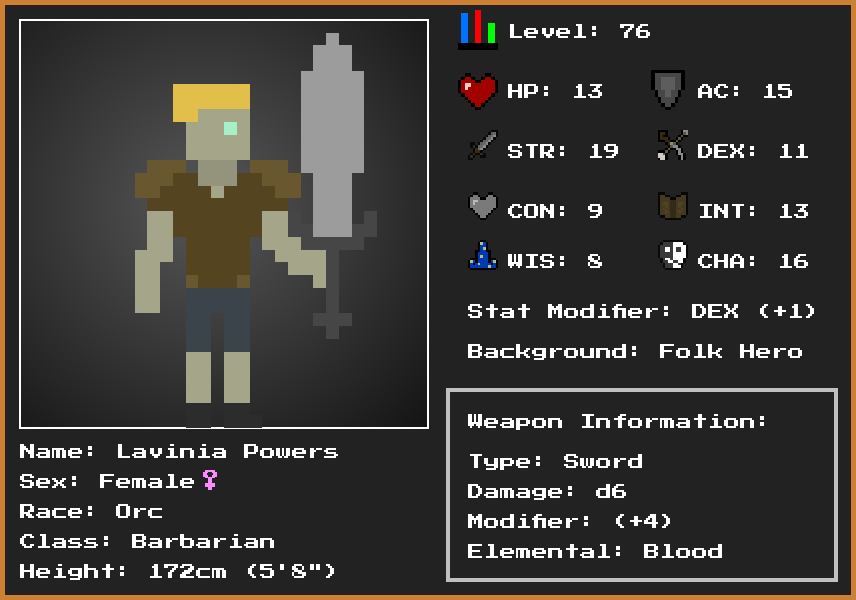 Level: 76
HP: 13 AC: 15
STR: 19 DEX: 11
CON: 9 INT: 13
WIS: 8 CHA: 16
Stat Modifier: DEX (+1)
Background: Folk Hero
Weapon Information:
Type: Sword
Damage: d6
Modifier: (+4)
Elemental: Blood
Name: Lavinia Powers
Sex: Female♀
Race: Orc
Class: Barbarian
Height: 172cm (5'8")